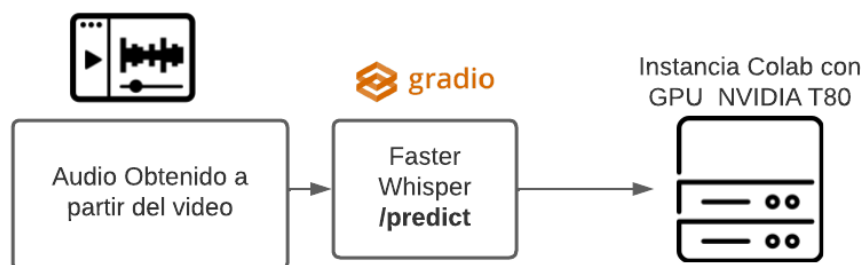 gradio
Instancia Colab con
GPU NVIDIA T80
Audio Obtenido a
partir del video
Faster
Whisper
/predict